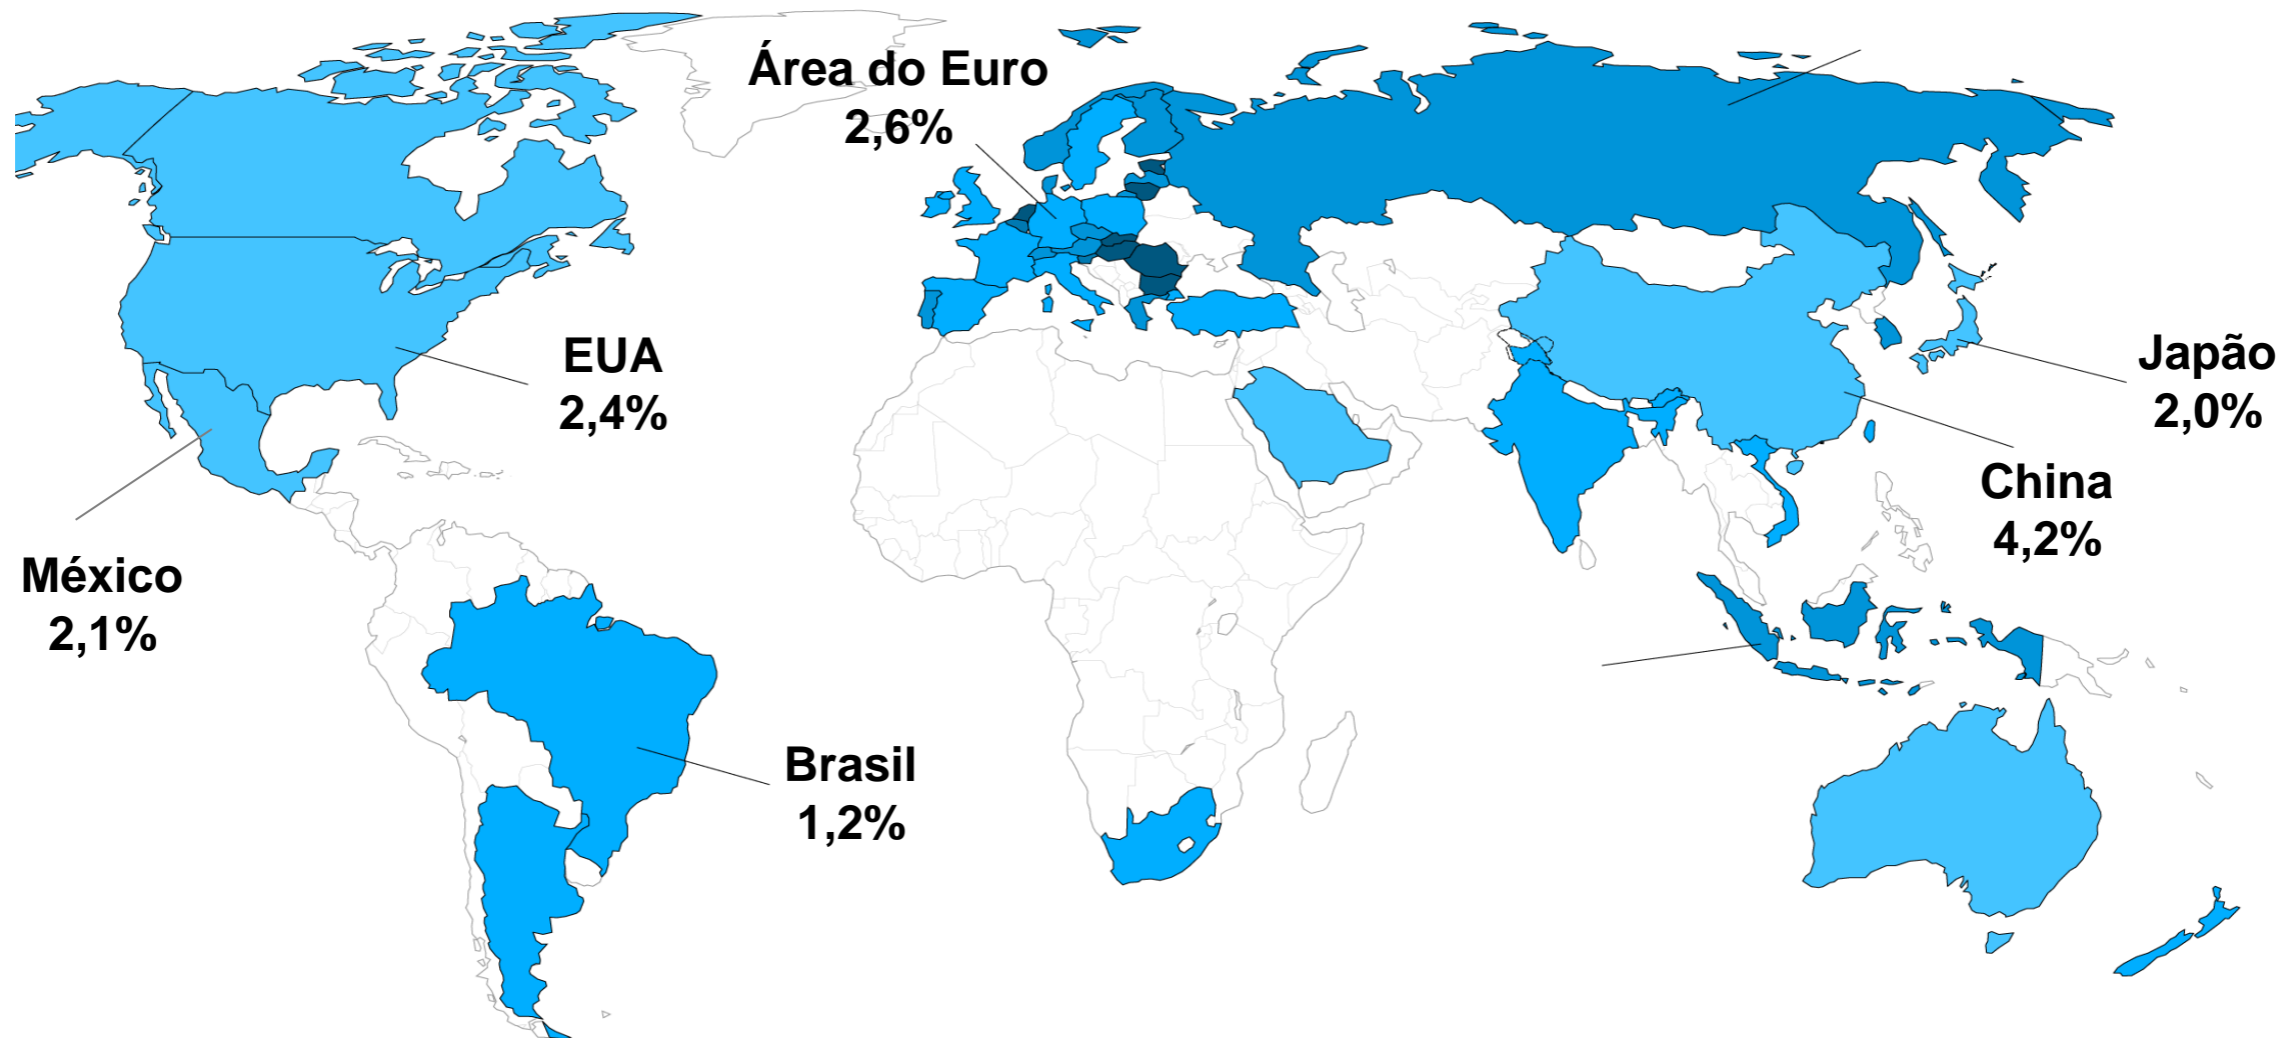 Área do Euro
2,6%
EUA
2,4%
Japão
2,0%
China
4,2%
México
2,1%
Brasil
1,2%